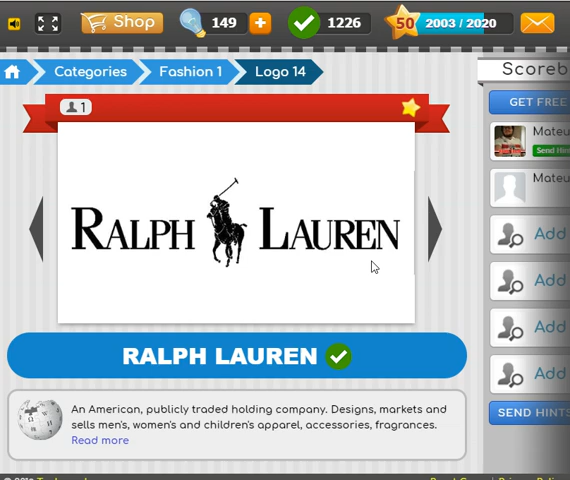 Shop
149
+
1226
50
2003 / 2020
Categories
Fashion 1
Logo 14
Scoreb
1
GET FREE
RALPH LAUREN
Mateu
Send Hin
Mateu
Add
Add
Add
Add
RALPH LAUREN
An American, publicly traded holding company. Designs, markets and
sells men's, women's and children's apparel, accessories, fragrances.
Read more
SEND HINTS